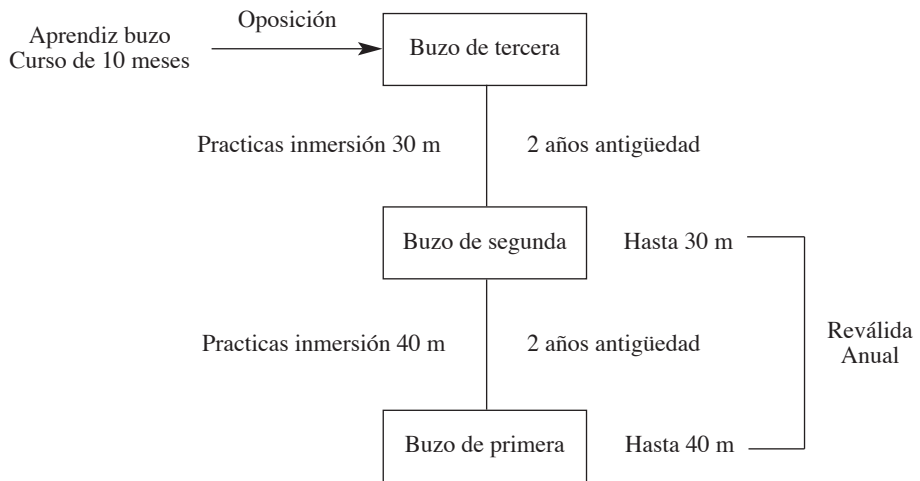 Oposición
Aprendiz buzo
Curso de 10 meses
Buzo de tercera
Practicas inmersión 30 m
2 años antigüedad
Buzo de segunda
Hasta 30 m
Practicas inmersión 40 m
2 años antigüedad
Reválida
Anual
Buzo de primera
Hasta 40 m